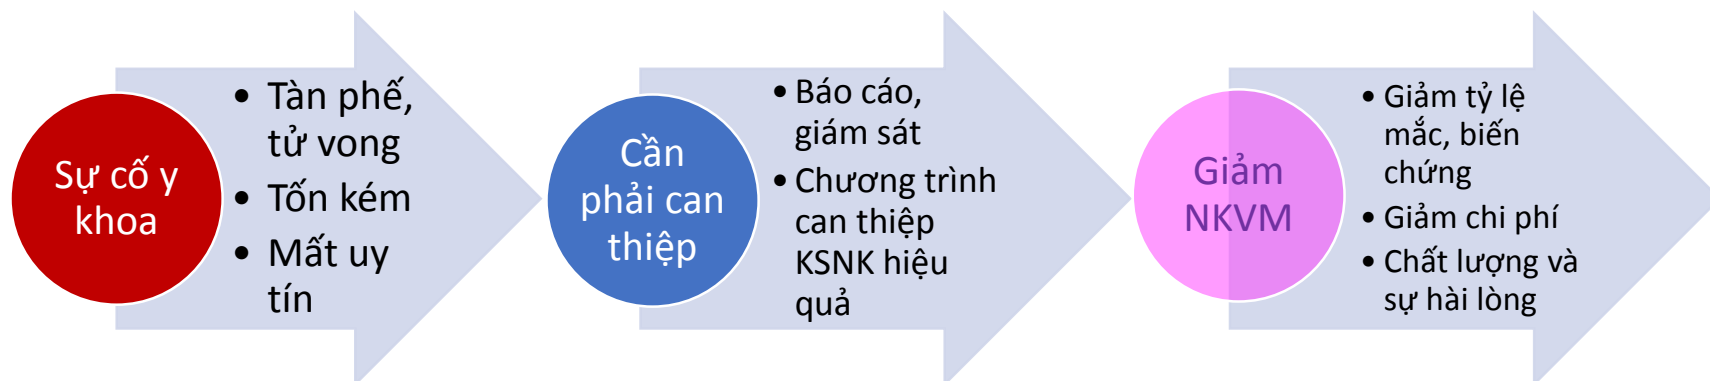 Sự cố y
khoa
• Tàn phế,
tử vong
• Tốn kém
• Mất uy
tín
Cần
phải can
thiệp
• Báo cáo,
giám sát
• Chương trình
can thiệp
KSNK hiệu
quả
Giảm
NKVM
• Giảm tỷ lệ
mắc, biến
chứng
• Giảm chi phí
• Chất lượng và
sự hài lòng